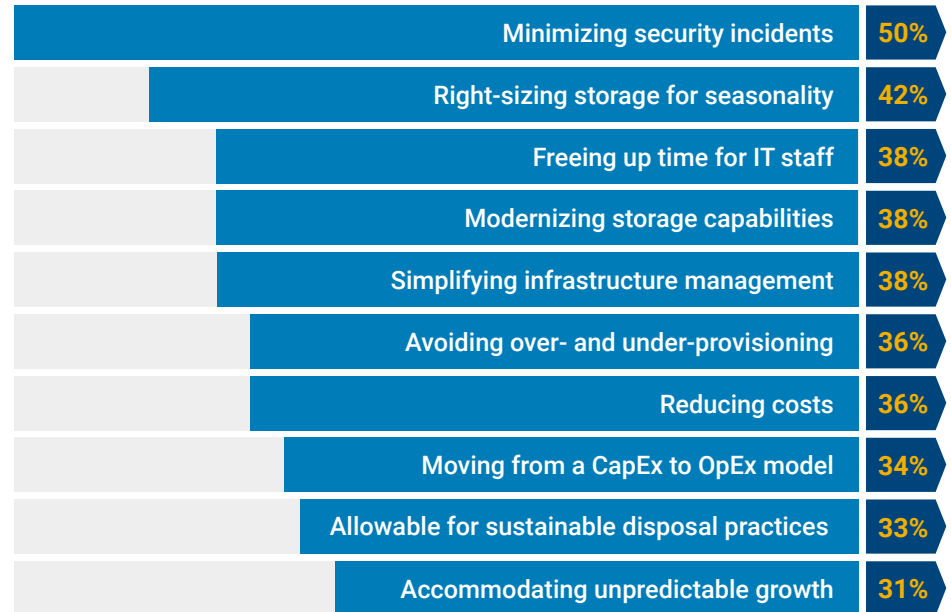 Minimizing security incidents 50%
Right-sizing storage for seasonality 42%
Freeing up time for IT staff 38%
Modernizing storage capabilities 38%
Simplifying infrastructure management 38%
Avoiding over- and under-provisioning 36%
Reducing costs 36%
Moving from a CapEx to OpEx model 34%
Allowable for sustainable disposal practices 33%
Accommodating unpredictable growth 31%